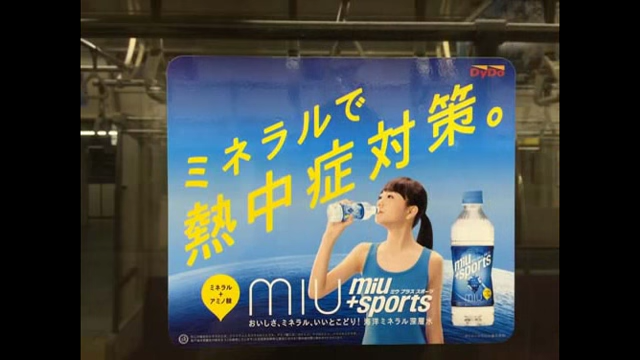 DyDo
ミネラルで
熱中症対策。
ミネラル
+
アミノ酸
miu
miu
ミウ プラス スポーツ
+sports
おいしさ、ミネラル、いいとこどり! 海洋ミネラル深層水
miu
+sports